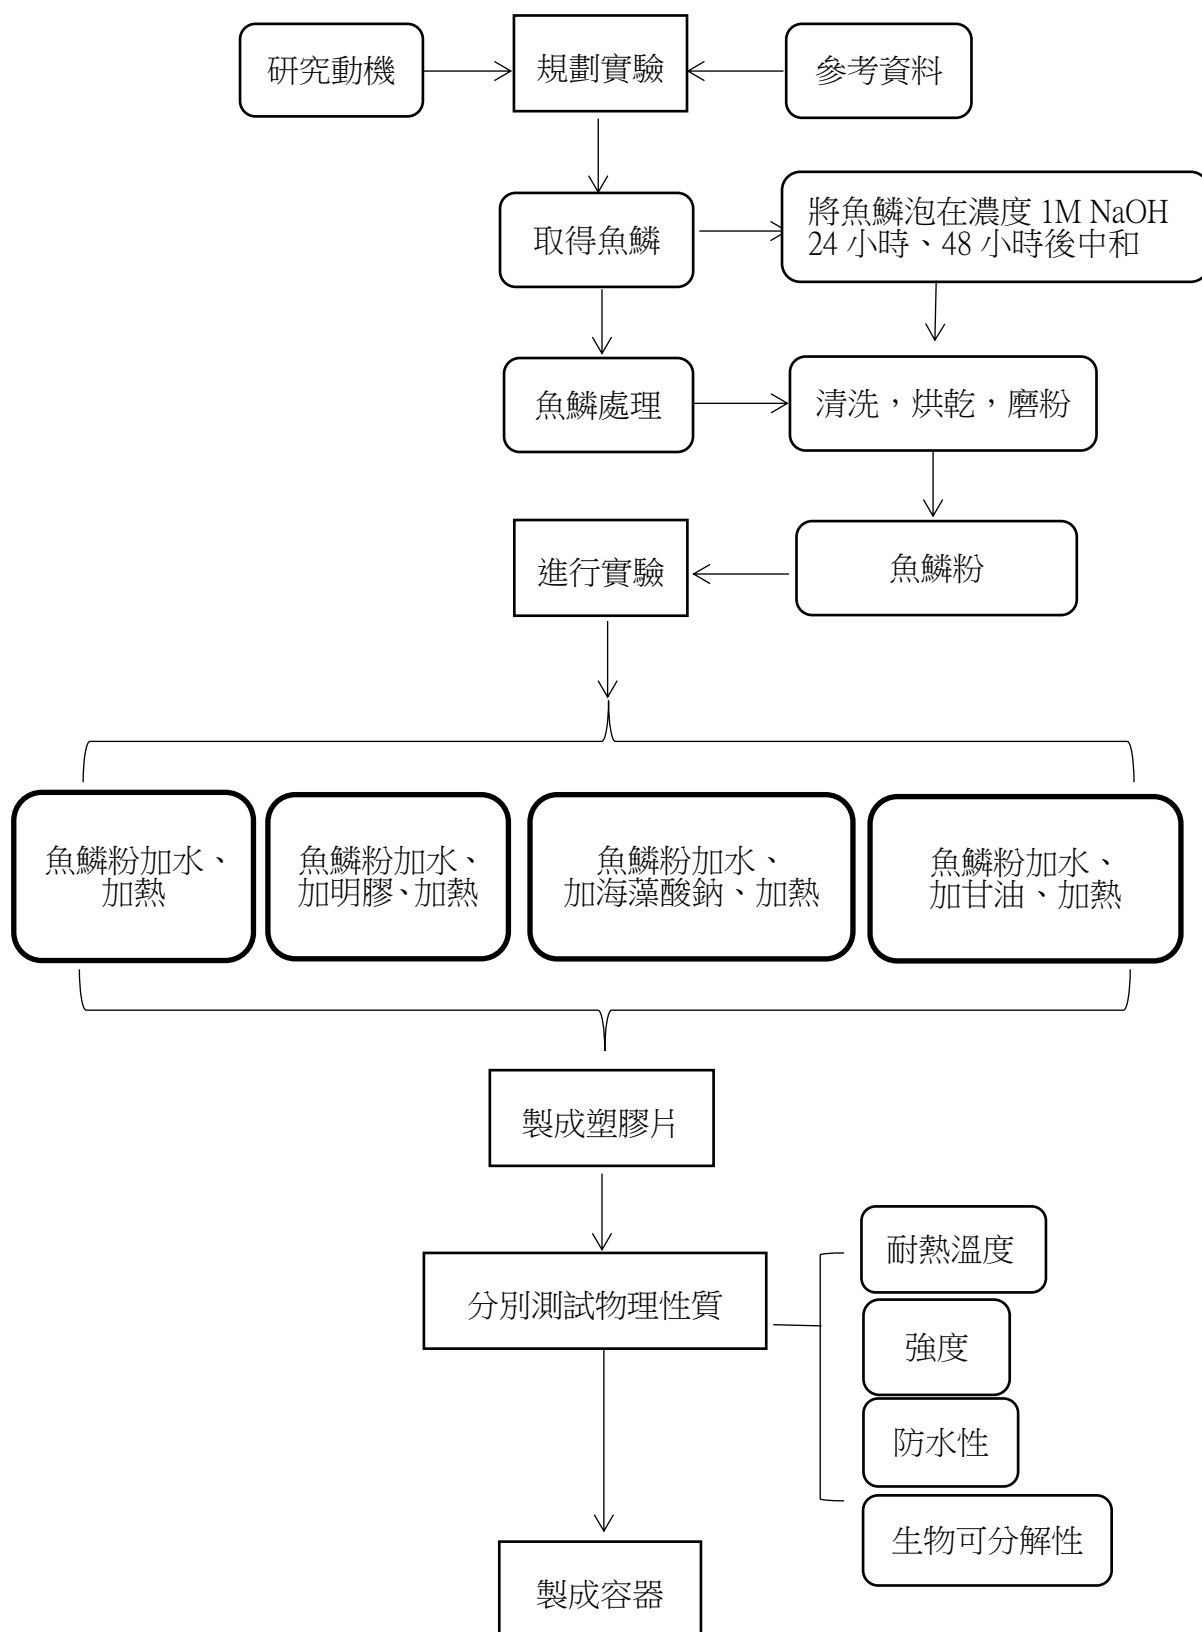 研究動機
規劃實驗
參考資料
取得魚鱗
將魚鱗泡在濃度 1M NaOH
24 小時、48 小時後中和
魚鱗處理
清洗，烘乾，磨粉
進行實驗
魚鱗粉
魚鱗粉加水、
加熱
魚鱗粉加水、
加明膠、加熱
魚鱗粉加水、
加海藻酸鈉、加熱
魚鱗粉加水、
加甘油、加熱
製成塑膠片
分別測試物理性質
耐熱溫度
強度
防水性
生物可分解性
製成容器